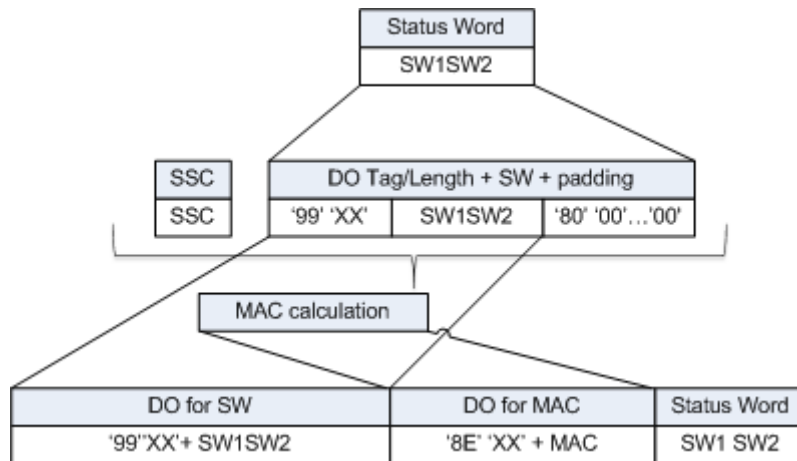 Status Word
SW1SW2
SSC
DO Tag/Length + SW + padding
SSC
‘99’ ‘XX’
SW1SW2
‘80’ ‘00’…‘00’
MAC calculation
DO for SW
DO for MAC
Status Word
‘99’‘XX’+ SW1SW2
‘8E’ ‘XX’ + MAC
SW1 SW2